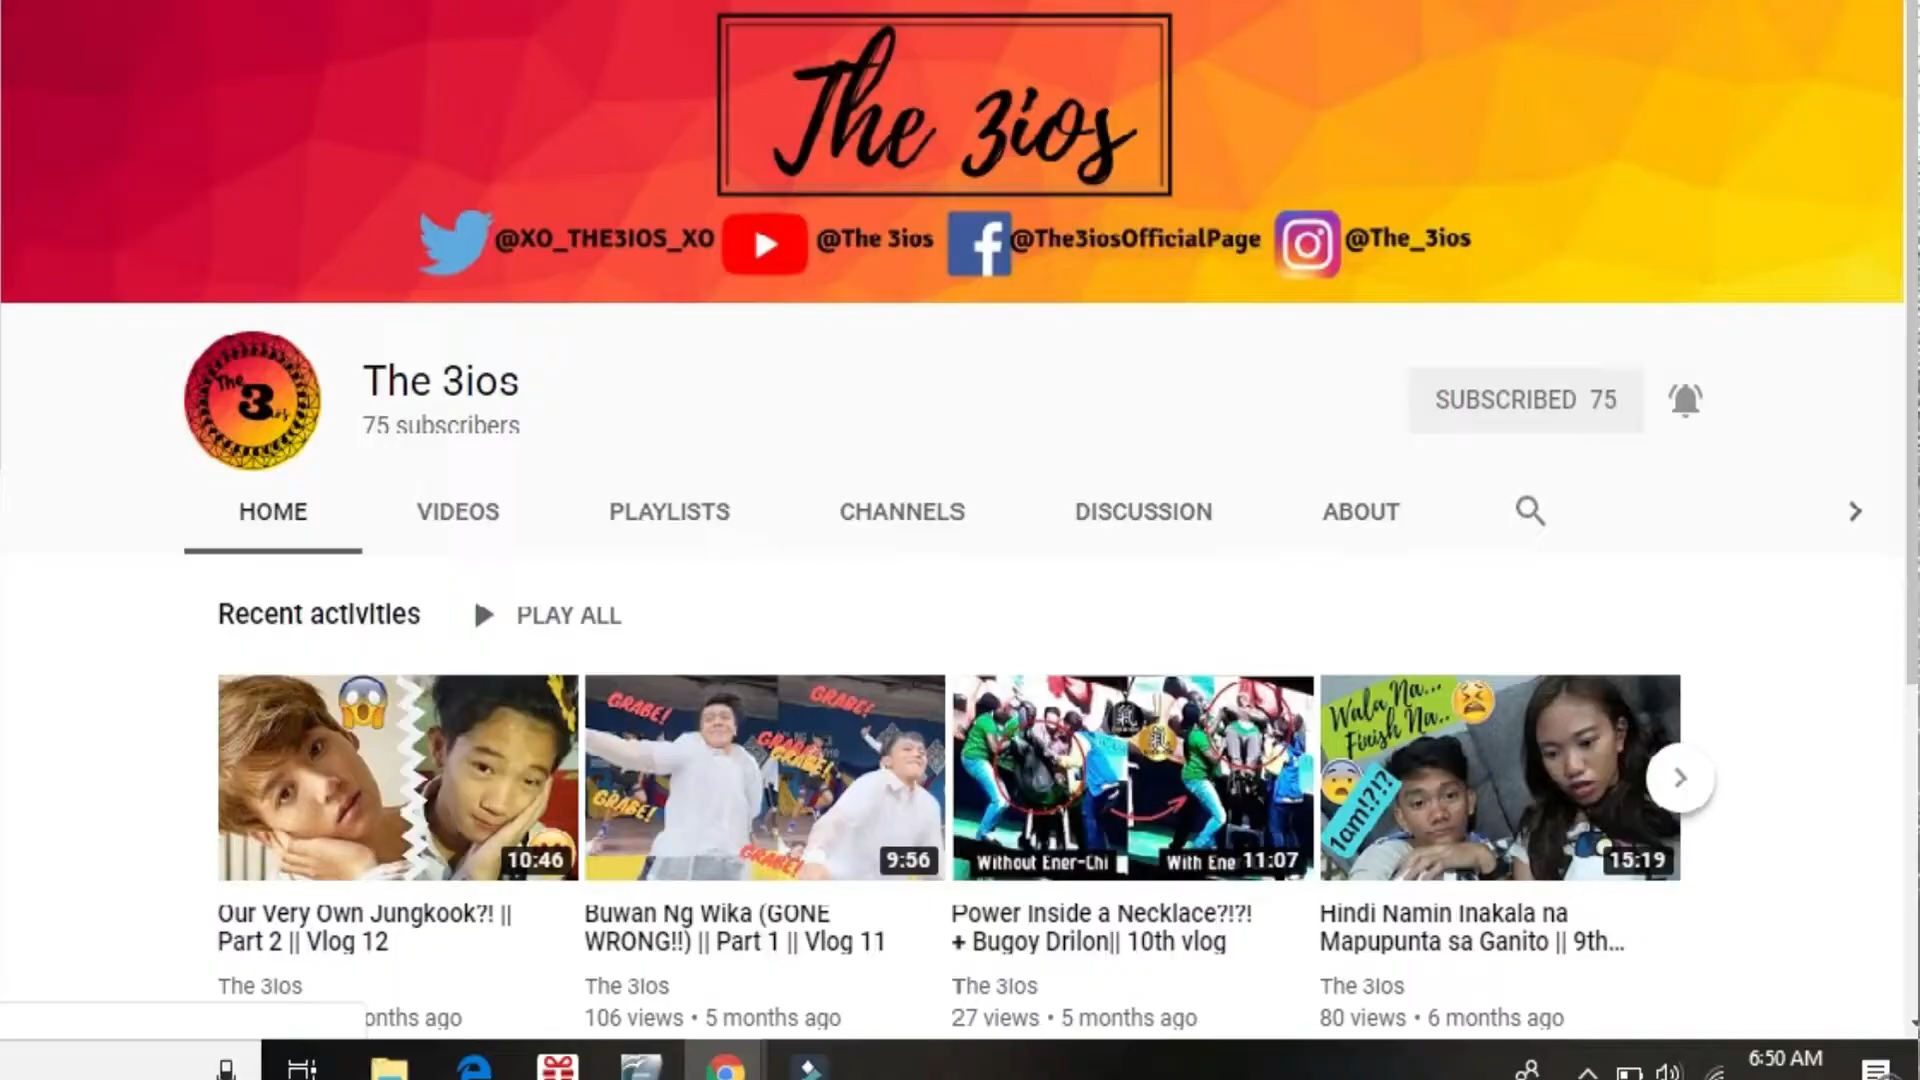 The 3ios
@XO_THE3IOS_XO @The 3ios @The3iosOfficialPage @The_3ios
The 3ios
The 3ios
75 subscribers
SUBSCRIBED 75
HOME VIDEOS PLAYLISTS CHANNELS DISCUSSION ABOUT
Recent activities PLAY ALL
GRABE! GRABE!
GRABE!
GRABE!
GRABE!
GRABE!
Wala Na...
Finish Na..
1am!?!?
Without Ener-Chi With Ene
10:46 9:56 11:07 15:19
Our Very Own Jungkook?! ||
Part 2 || Vlog 12
Buwan Ng Wika (GONE
WRONG!!) || Part 1 || Vlog 11
Power Inside a Necklace?!?!
+ Bugoy Drilon|| 10th vlog
Hindi Namin Inakala na
Mapupunta sa Ganito || 9th...
The 3ios The 3ios The 3ios The 3ios
onths ago
106 views • 5 months ago
27 views • 5 months ago
80 views • 6 months ago
6:50 AM